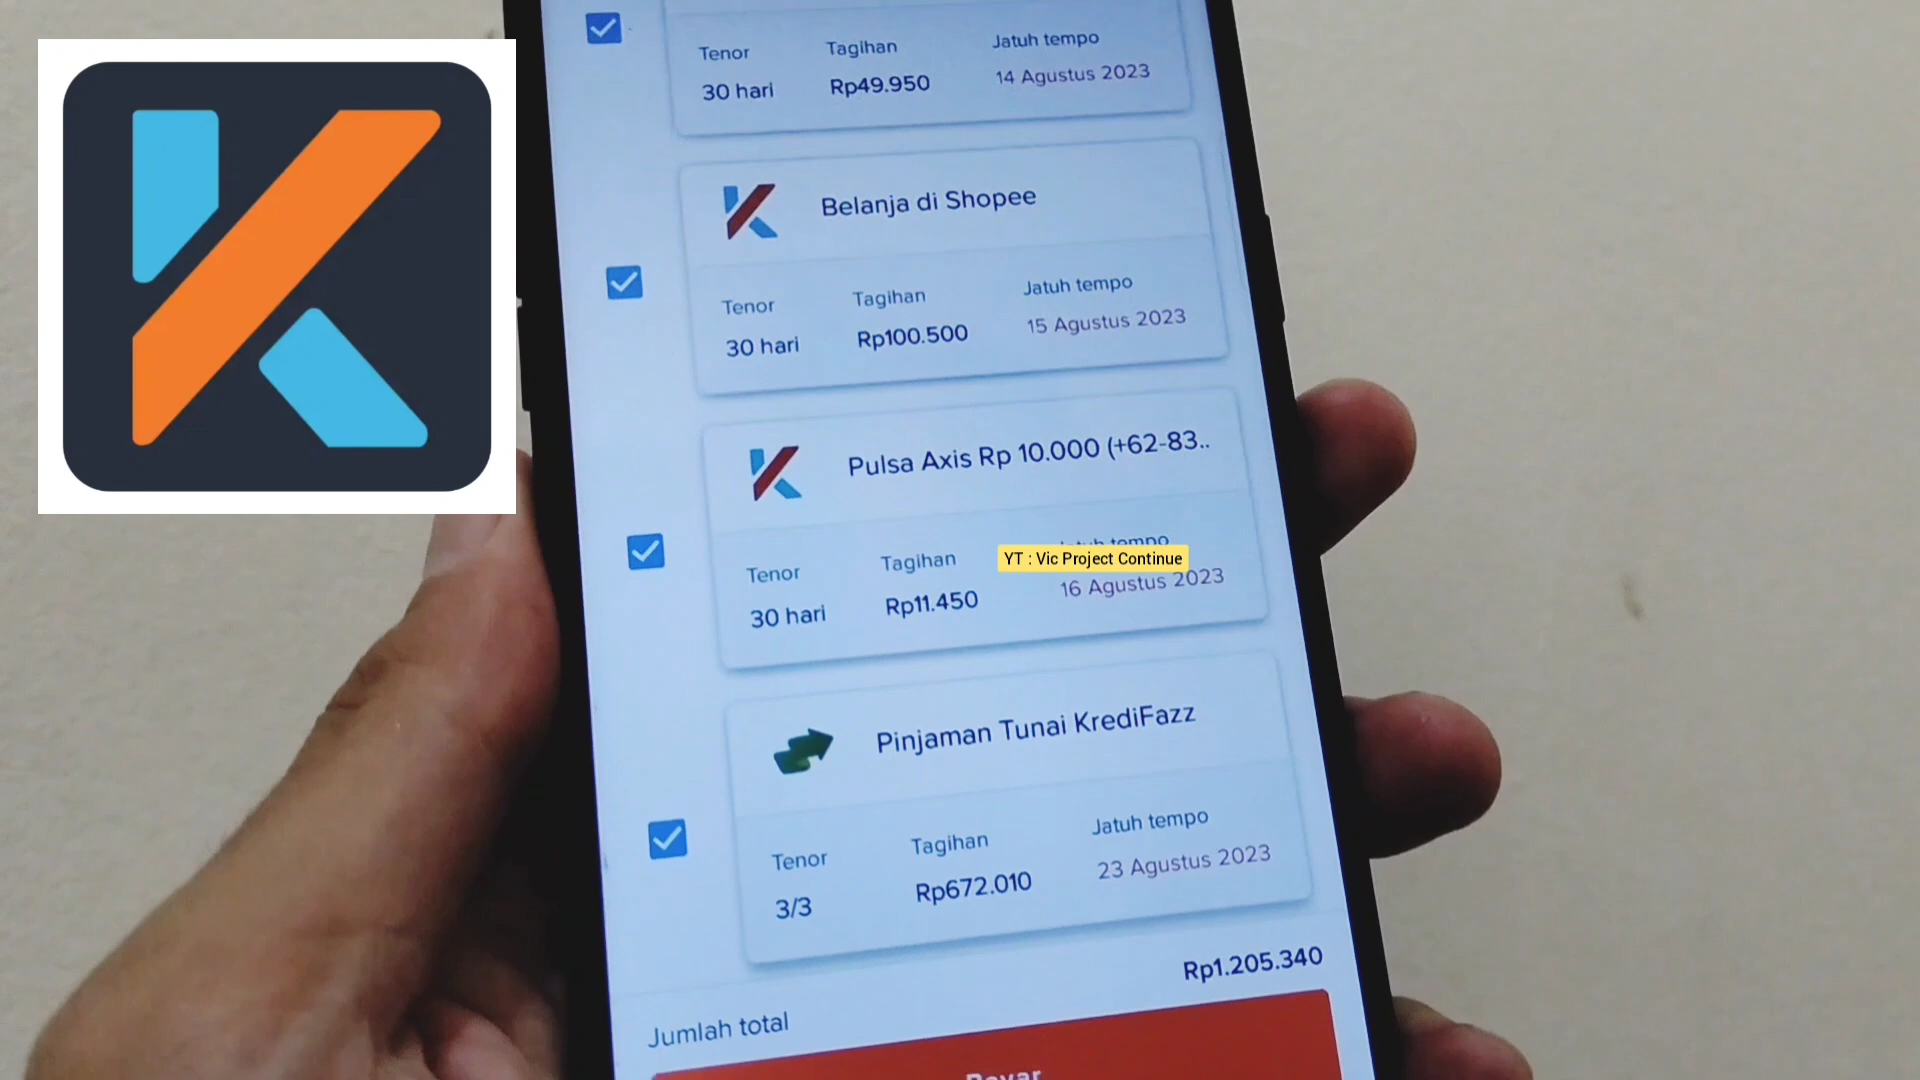 Tenor
Tagihan
Jatuh tempo
30 hari
Rp49.950
14 Agustus 2023
Belanja di Shopee
Tenor
Tagihan
Jatuh tempo
30 hari
Rp100.500
15 Agustus 2023
Pulsa Axis Rp 10.000 (+62-83..
Tenor
Tagihan
Jatuh tempo
YT : Vic Project Continue
30 hari
Rp11.450
16 Agustus 2023
Pinjaman Tunai KrediFazz
Tenor
Tagihan
Jatuh tempo
3/3
Rp672.010
23 Agustus 2023
Jumlah total
Rp1.205.340
Bayar